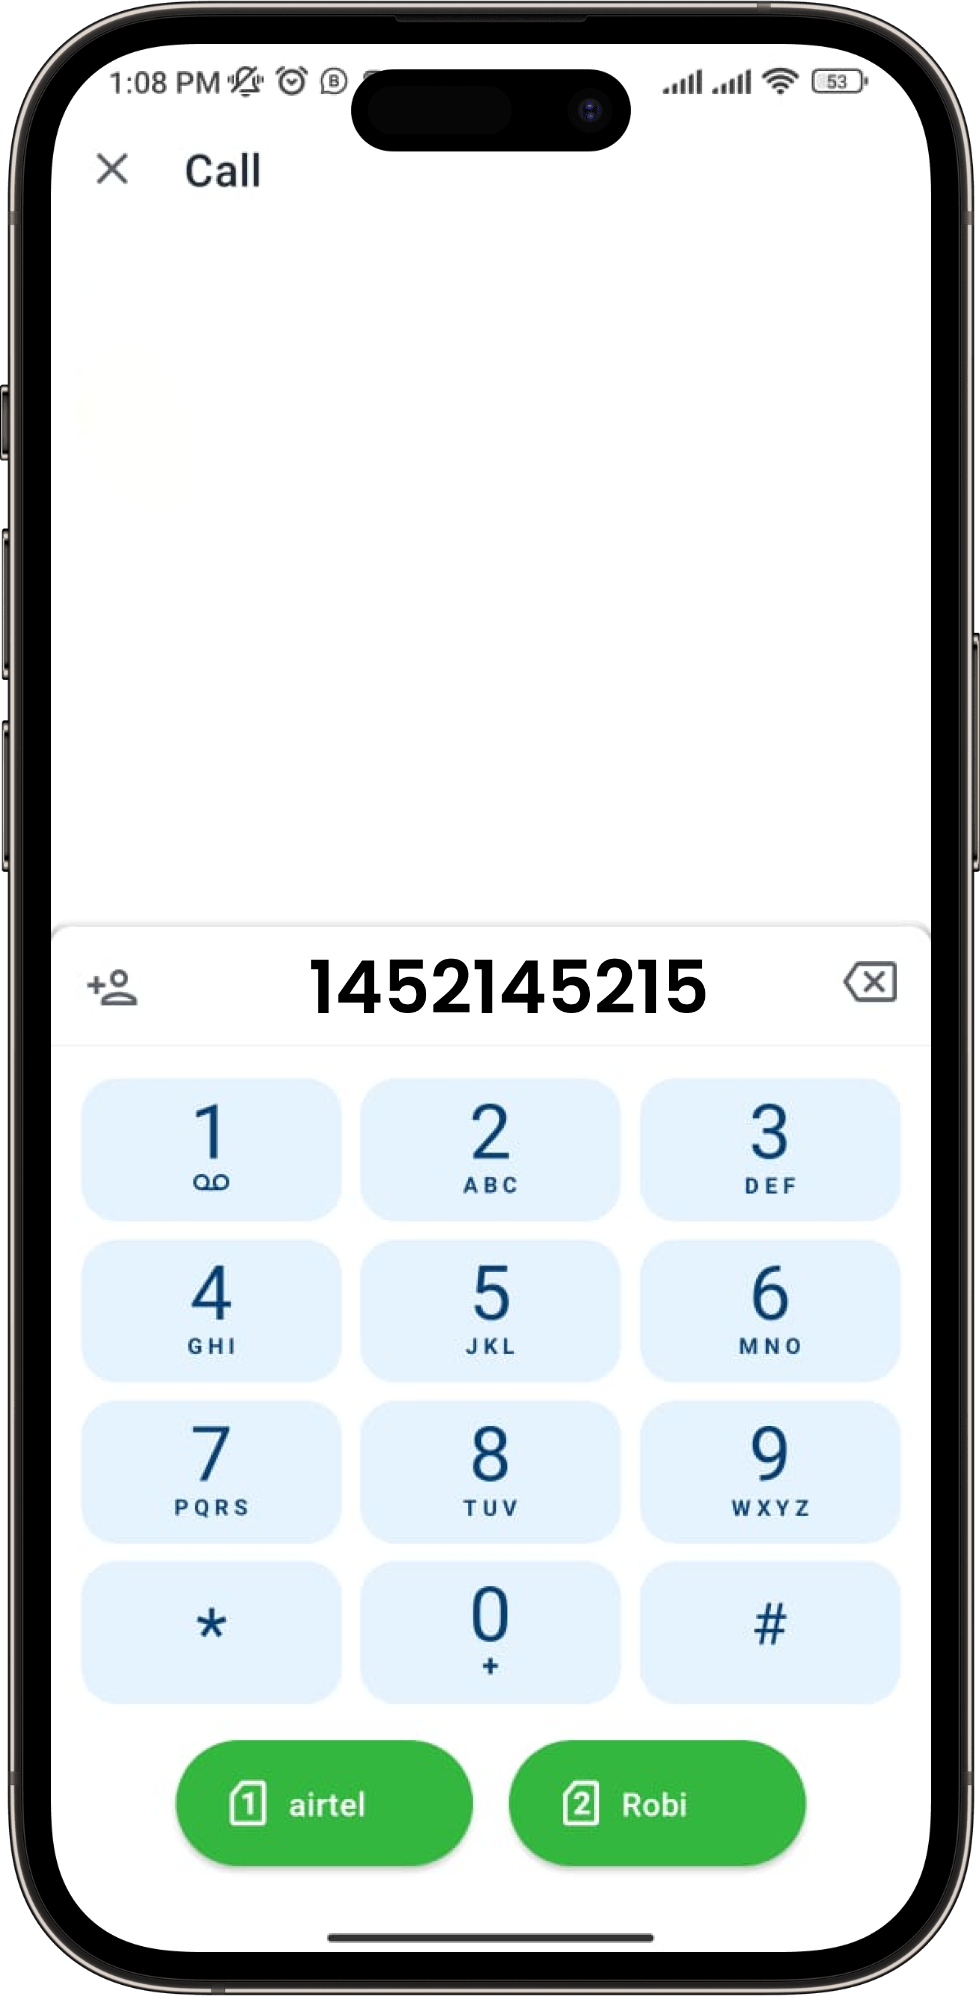 1:08 PM B 53
Call
1452145215
1 2 3
ABC DEF
4 5 6
GHI JKL MNO
7 8 9
PQRS TUV WXYZ
* 0 #
+
1 airtel 2 Robi